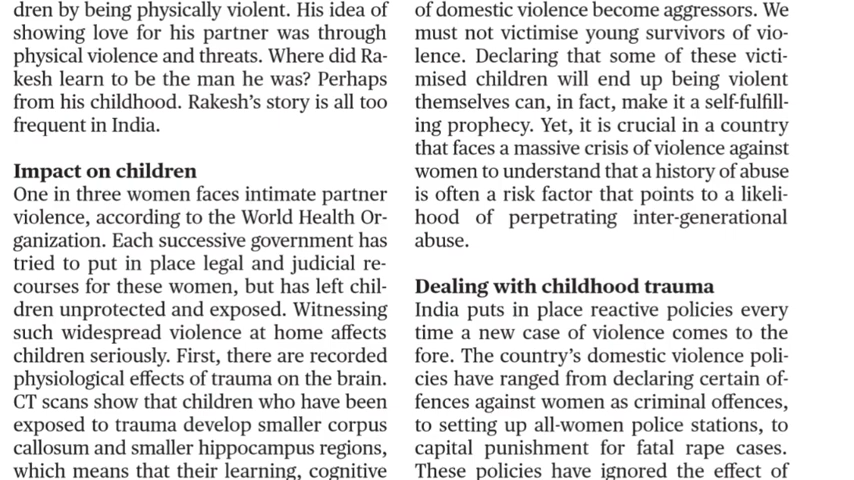 dren by being physically violent. His idea of
showing love for his partner was through
physical violence and threats. Where did Ra-
kesh learn to be the man he was? Perhaps
from his childhood. Rakesh's story is all too
frequent in India.
Impact on children
One in three women faces intimate partner
violence, according to the World Health Or-
ganization. Each successive government has
tried to put in place legal and judicial re-
courses for these women, but has left chil-
dren unprotected and exposed. Witnessing
such widespread violence at home affects
children seriously. First, there are recorded
physiological effects of trauma on the brain.
CT scans show that children who have been
exposed to trauma develop smaller corpus
callosum and smaller hippocampus regions,
which means that their learning, cognitive
of domestic violence become aggressors. We
must not victimise young survivors of vio-
lence. Declaring that some of these victi-
mised children will end up being violent
themselves can, in fact, make it a self-fulfill-
ing prophecy. Yet, it is crucial in a country
that faces a massive crisis of violence against
women to understand that a history of abuse
is often a risk factor that points to a likeli-
hood of perpetrating inter-generational
abuse.
Dealing with childhood trauma
India puts in place reactive policies every
time a new case of violence comes to the
fore. The country's domestic violence poli-
cies have ranged from declaring certain of-
fences against women as criminal offences,
to setting up all-women police stations, to
capital punishment for fatal rape cases.
These policies have ignored the effect of